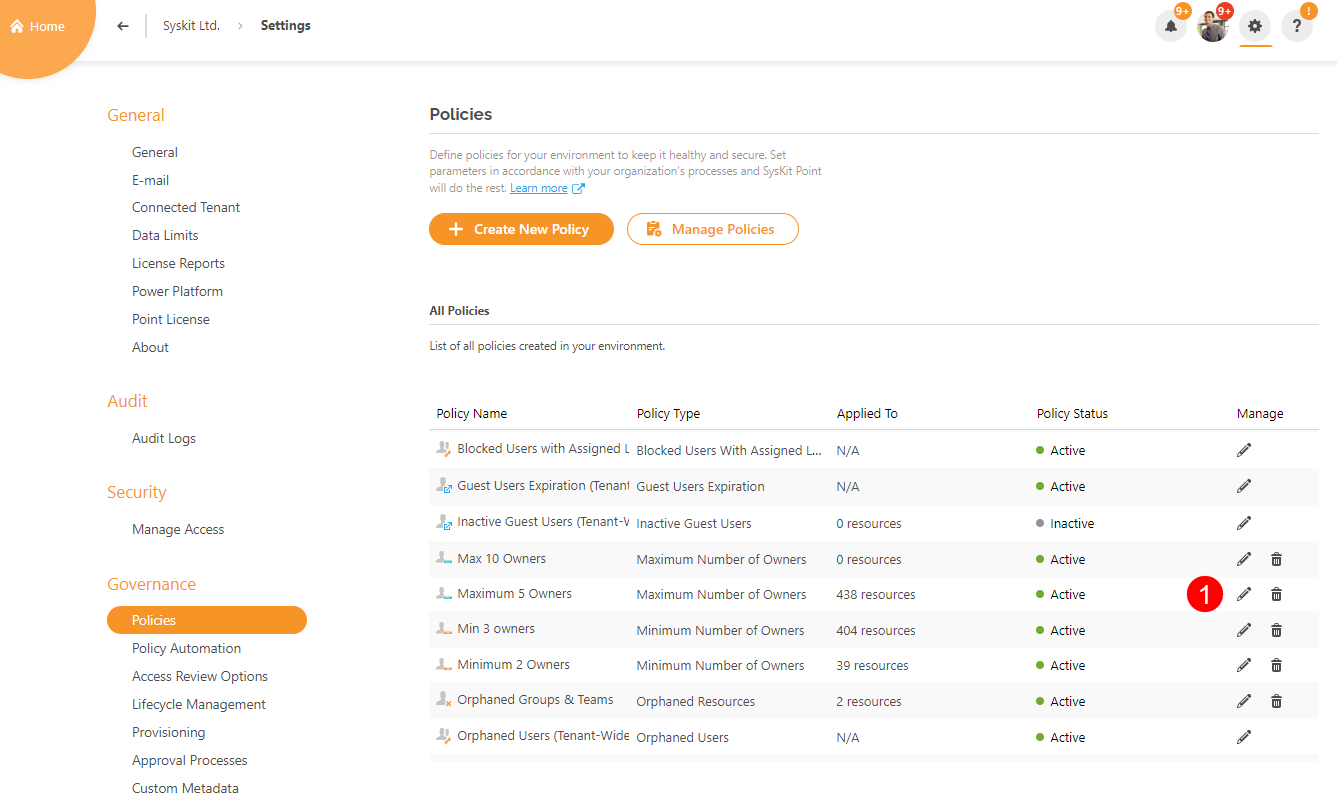 Home
Syskit Ltd. > Settings
9+
9+
!
?
General
General
E-mail
Connected Tenant
Data Limits
License Reports
Power Platform
Point License
About
Audit
Audit Logs
Security
Manage Access
Governance
Policies
Policy Automation
Access Review Options
Lifecycle Management
Provisioning
Approval Processes
Custom Metadata
Policies
Define policies for your environment to keep it healthy and secure. Set
parameters in accordance with your organization's processes and SysKit Point
will do the rest. Learn more
Create New Policy
Manage Policies
All Policies
List of all policies created in your environment.
Policy Name Policy Type Applied To Policy Status Manage
Blocked Users with Assigned L Blocked Users With Assigned L... N/A Active
Guest Users Expiration (Tenant Guest Users Expiration N/A Active
Inactive Guest Users (Tenant-W Inactive Guest Users 0 resources Inactive
Max 10 Owners Maximum Number of Owners 0 resources Active
Maximum 5 Owners Maximum Number of Owners 438 resources Active 1
Min 3 owners Minimum Number of Owners 404 resources Active
Minimum 2 Owners Minimum Number of Owners 39 resources Active
Orphaned Groups & Teams Orphaned Resources 2 resources Active
Orphaned Users (Tenant-Wide Orphaned Users N/A Active